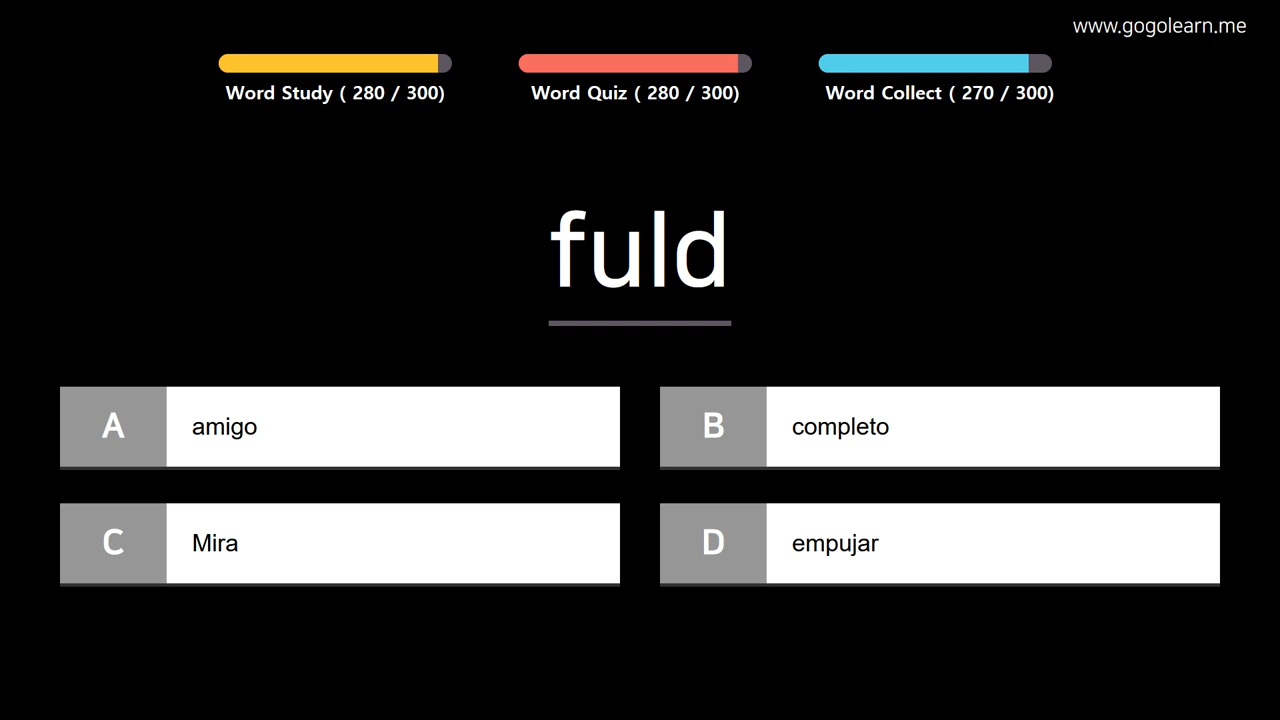 www.gogolearn.me
Word Study ( 280 / 300)
Word Quiz ( 280 / 300)
Word Collect ( 270 / 300)
fuld
A amigo
B completo
C Mira
D empujar